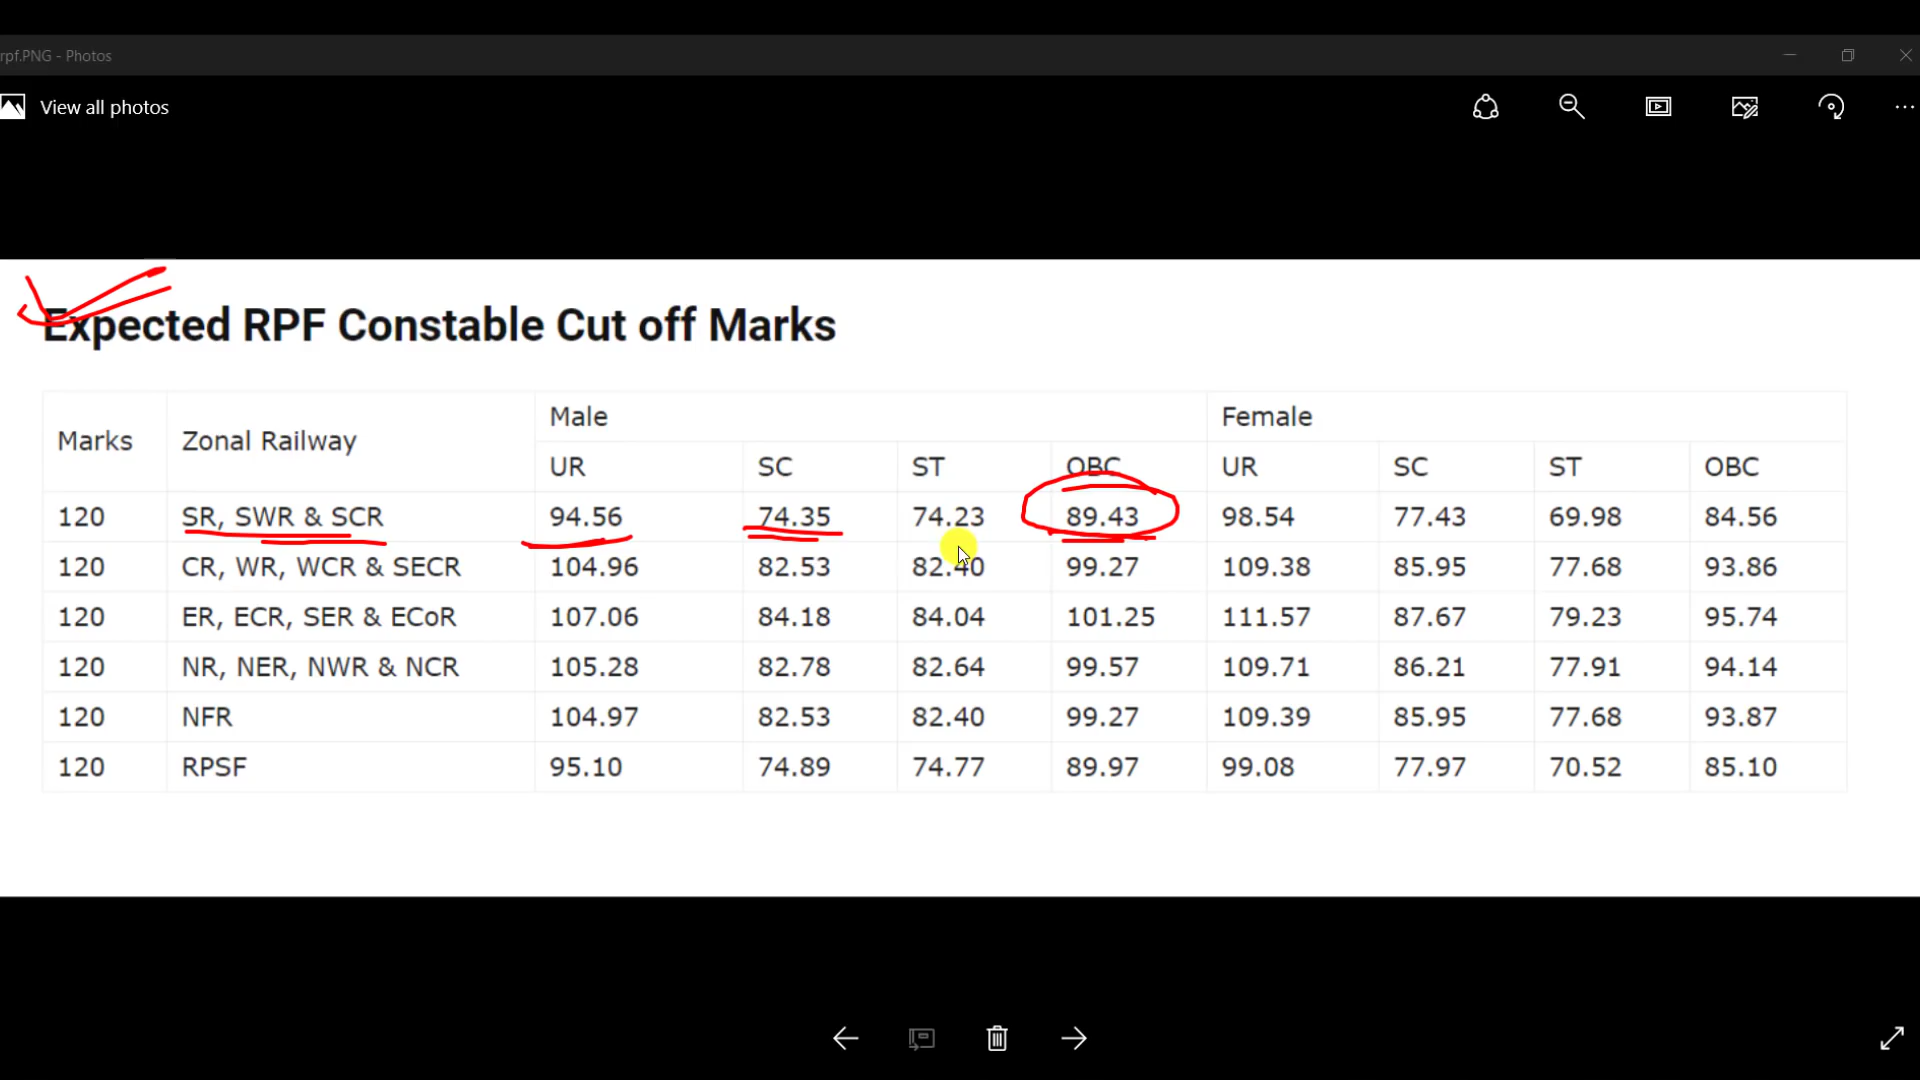 rpf.PNG - Photos
View all photos
Expected RPF Constable Cut off Marks
Marks Zonal Railway Male Female
UR SC ST OBC UR SC ST OBC
120 SR, SWR & SCR 94.56 74.35 74.23 89.43 98.54 77.43 69.98 84.56
120 CR, WR, WCR & SECR 104.96 82.53 82.40 99.27 109.38 85.95 77.68 93.86
120 ER, ECR, SER & ECoR 107.06 84.18 84.04 101.25 111.57 87.67 79.23 95.74
120 NR, NER, NWR & NCR 105.28 82.78 82.64 99.57 109.71 86.21 77.91 94.14
120 NFR 104.97 82.53 82.40 99.27 109.39 85.95 77.68 93.87
120 RPSF 95.10 74.89 74.77 89.97 99.08 77.97 70.52 85.10